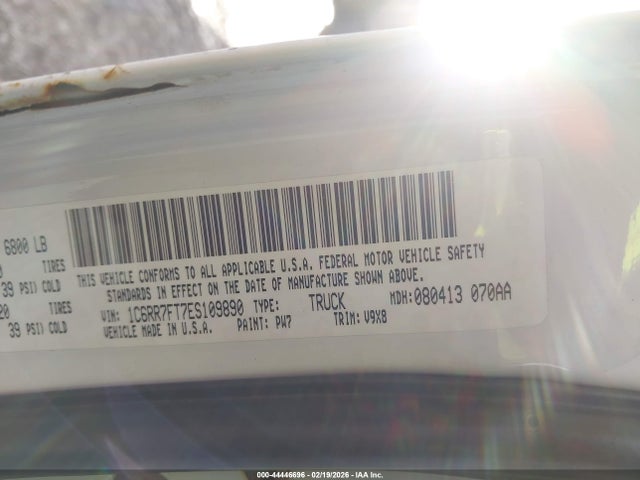 6800 LB
0 TIRES
39 PSI) COLD
20 TIRES
39 PSI) COLD
THIS VEHICLE CONFORMS TO ALL APPLICABLE U.S.A. FEDERAL MOTOR VEHICLE SAFETY
STANDARDS IN EFFECT ON THE DATE OF MANUFACTURE SHOWN ABOVE.
VIN: 1C6RR7FT7ES109890 TYPE: TRUCK MDH: 080413 070AA
VEHICLE MADE IN U.S.A. PAINT: PW7 TRIM: V9X8
000-44446696 - 02/19/2026 - IAA Inc.